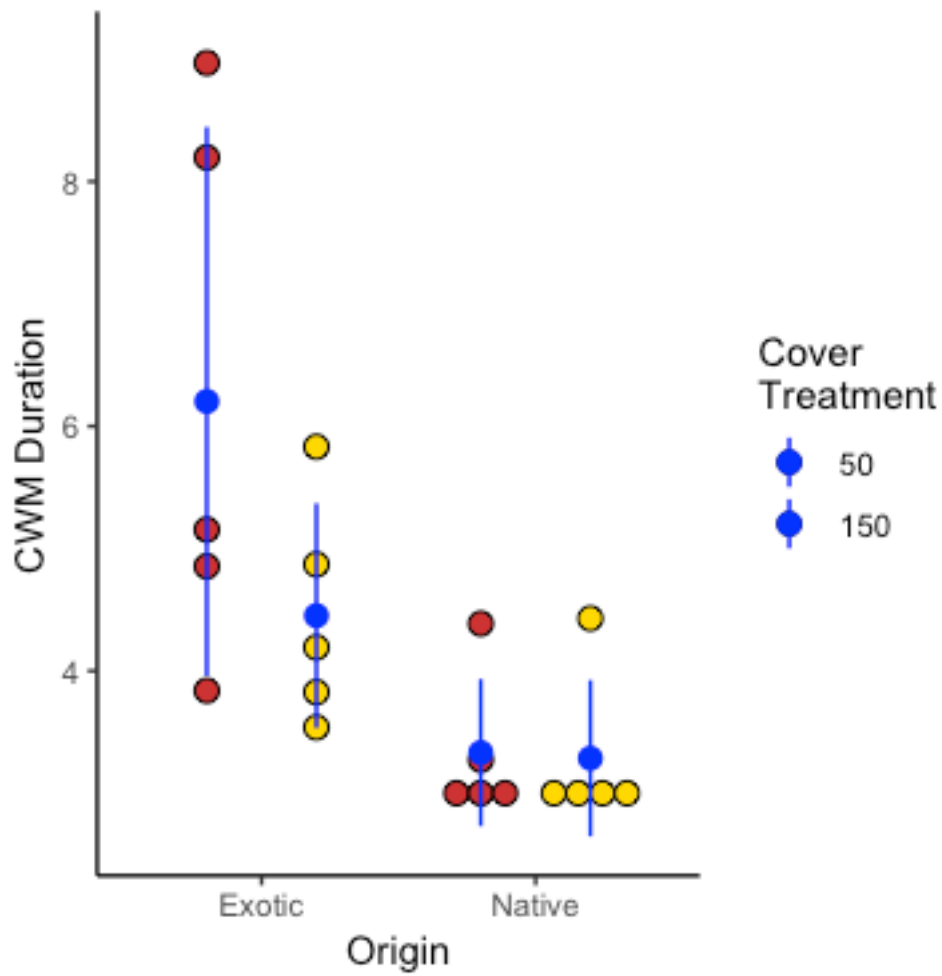 8
6
4
CWM Duration
Exotic
Native
Origin
Cover
Treatment
50
150